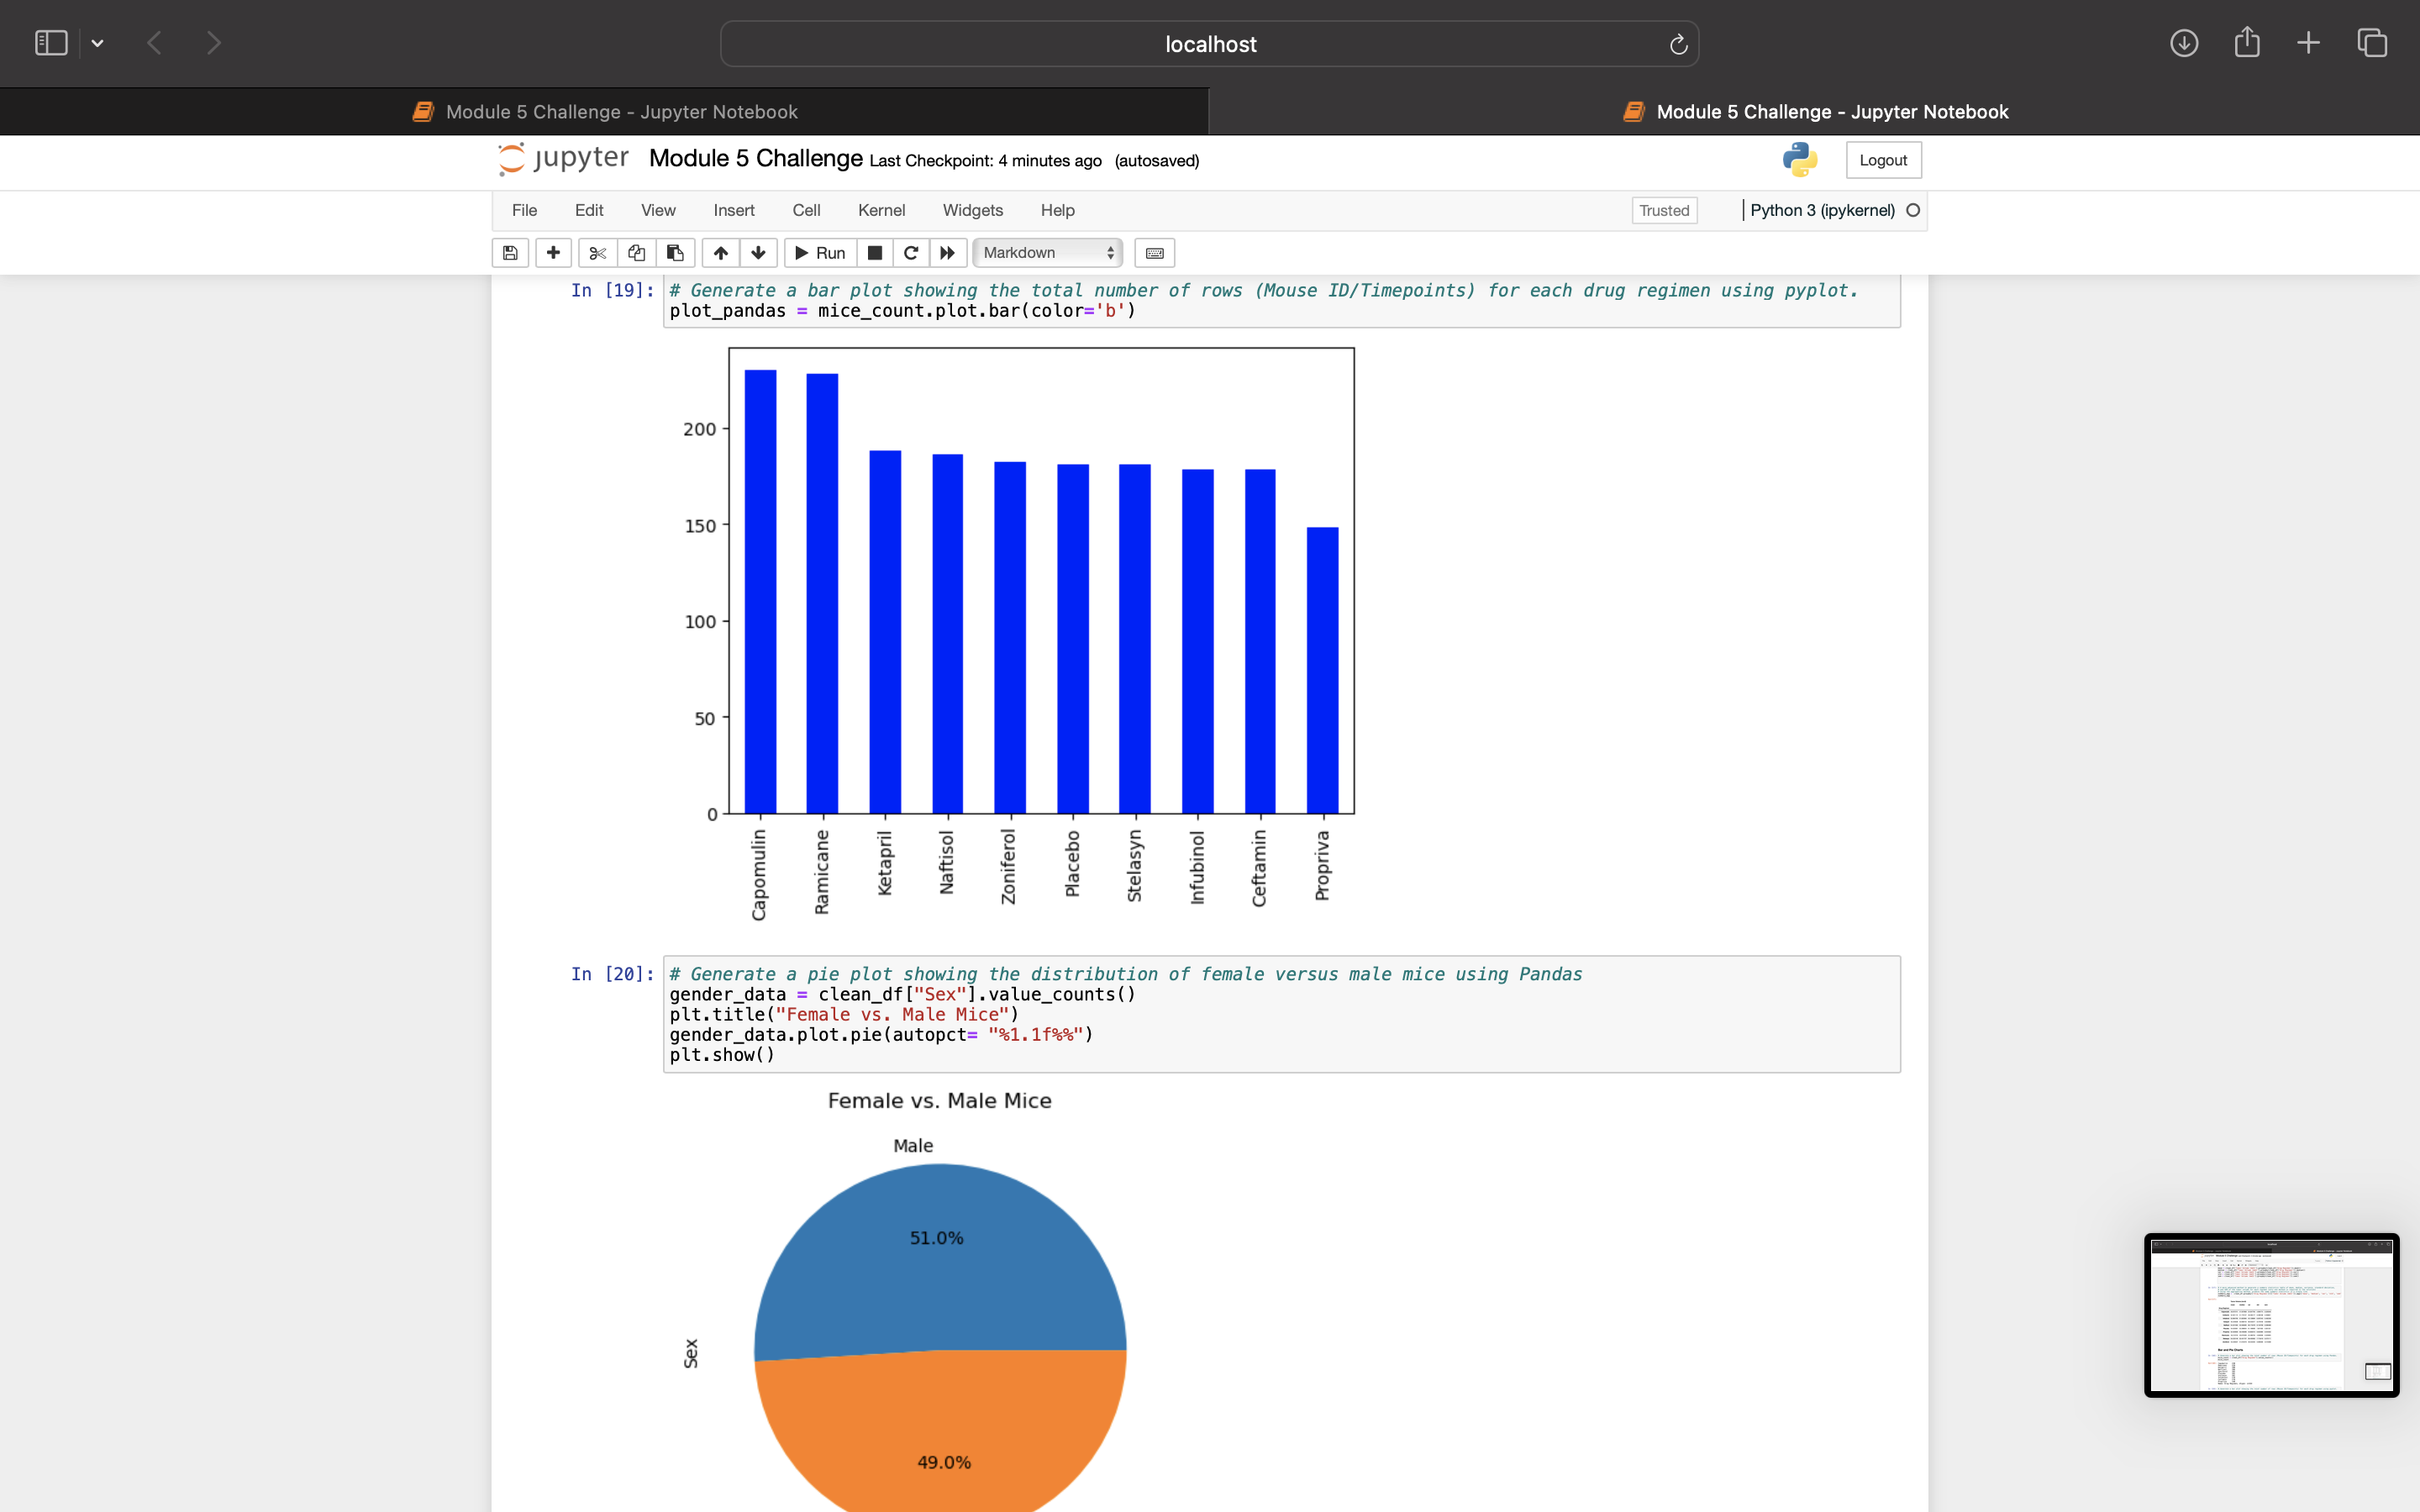 localhost
Module 5 Challenge - Jupyter Notebook
Module 5 Challenge - Jupyter Notebook
jupyter Module 5 Challenge Last Checkpoint: 4 minutes ago (autosaved)
Logout
File Edit View Insert Cell Kernel Widgets Help
Trusted
Python 3 (ipykernel)
Run
Markdown
In [19]:
# Generate a bar plot showing the total number of rows (Mouse ID/Timepoints) for each drug regimen using pyplot.
plot_pandas = mice_count.plot.bar(color='b')
200
150
100
50
0
Capomulin
Ramicane
Ketapril
Naftisol
Zoniferol
Placebo
Stelasyn
Infubinol
Ceftamin
Propriva
In [20]:
# Generate a pie plot showing the distribution of female versus male mice using Pandas
gender_data = clean_df["Sex"].value_counts()
plt.title("Female vs. Male Mice")
gender_data.plot.pie(autopct= "%1.1f%%")
plt.show()
Female vs. Male Mice
Male
51.0%
Sex
49.0%